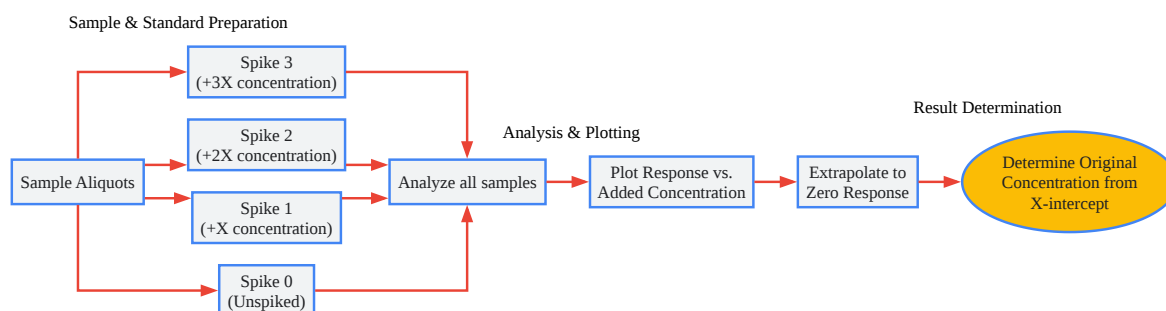 Sample & Standard Preparation
Spike 3
(+3X concentration)
Spike 2
(+2X concentration)
Sample Aliquots
Spike 1
(+X concentration)
Spike 0
(Unspiked)
Analyze all samples
Analysis & Plotting
Plot Response vs.
Added Concentration
Extrapolate to
Zero Response
Result Determination
Determine Original
Concentration from
X-intercept